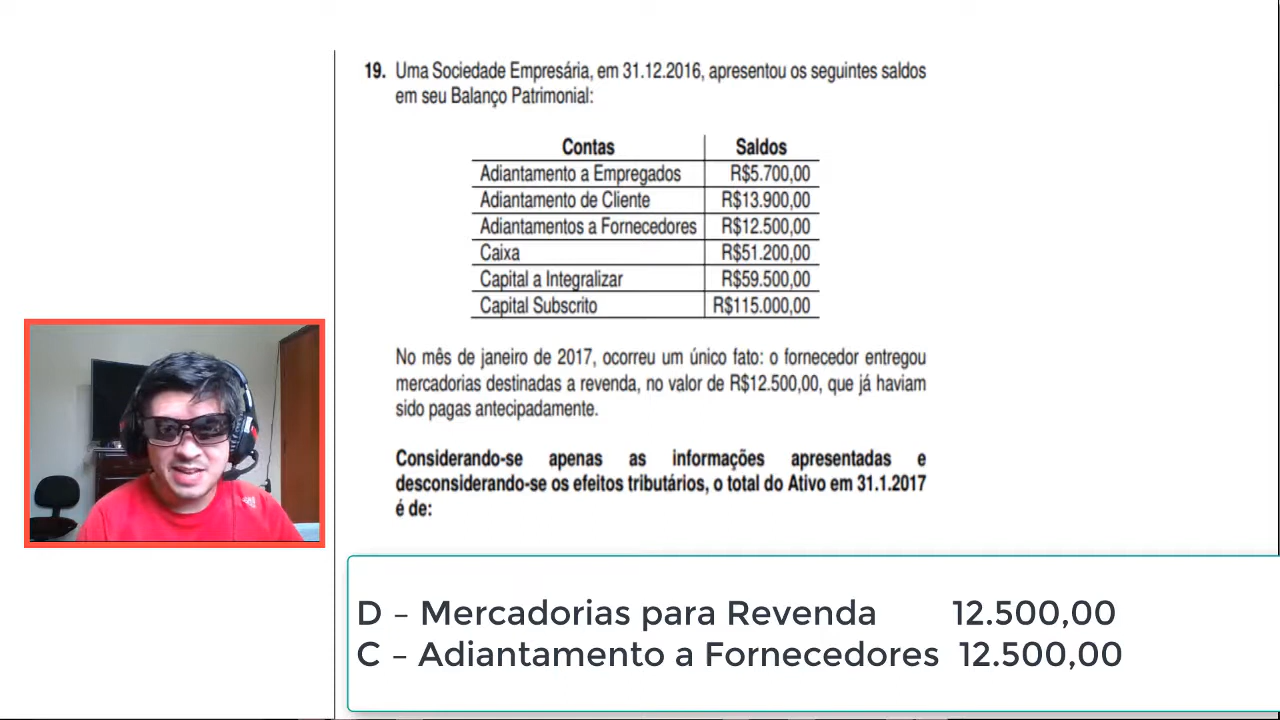 19. Uma Sociedade Empresária, em 31.12.2016, apresentou os seguintes saldos
em seu Balanço Patrimonial:
Contas Saldos
Adiantamento a Empregados R$5.700,00
Adiantamento de Cliente R$13.900,00
Adiantamentos a Fornecedores R$12.500,00
Caixa R$51.200,00
Capital a Integralizar R$59.500,00
Capital Subscrito R$115.000,00
No mês de janeiro de 2017, ocorreu um único fato: o fornecedor entregou
mercadorias destinadas a revenda, no valor de R$12.500,00, que já haviam
sido pagas antecipadamente.
Considerando-se apenas as informações apresentadas e
desconsiderando-se os efeitos tributários, o total do Ativo em 31.1.2017
é de:
D – Mercadorias para Revenda 12.500,00
C – Adiantamento a Fornecedores 12.500,00